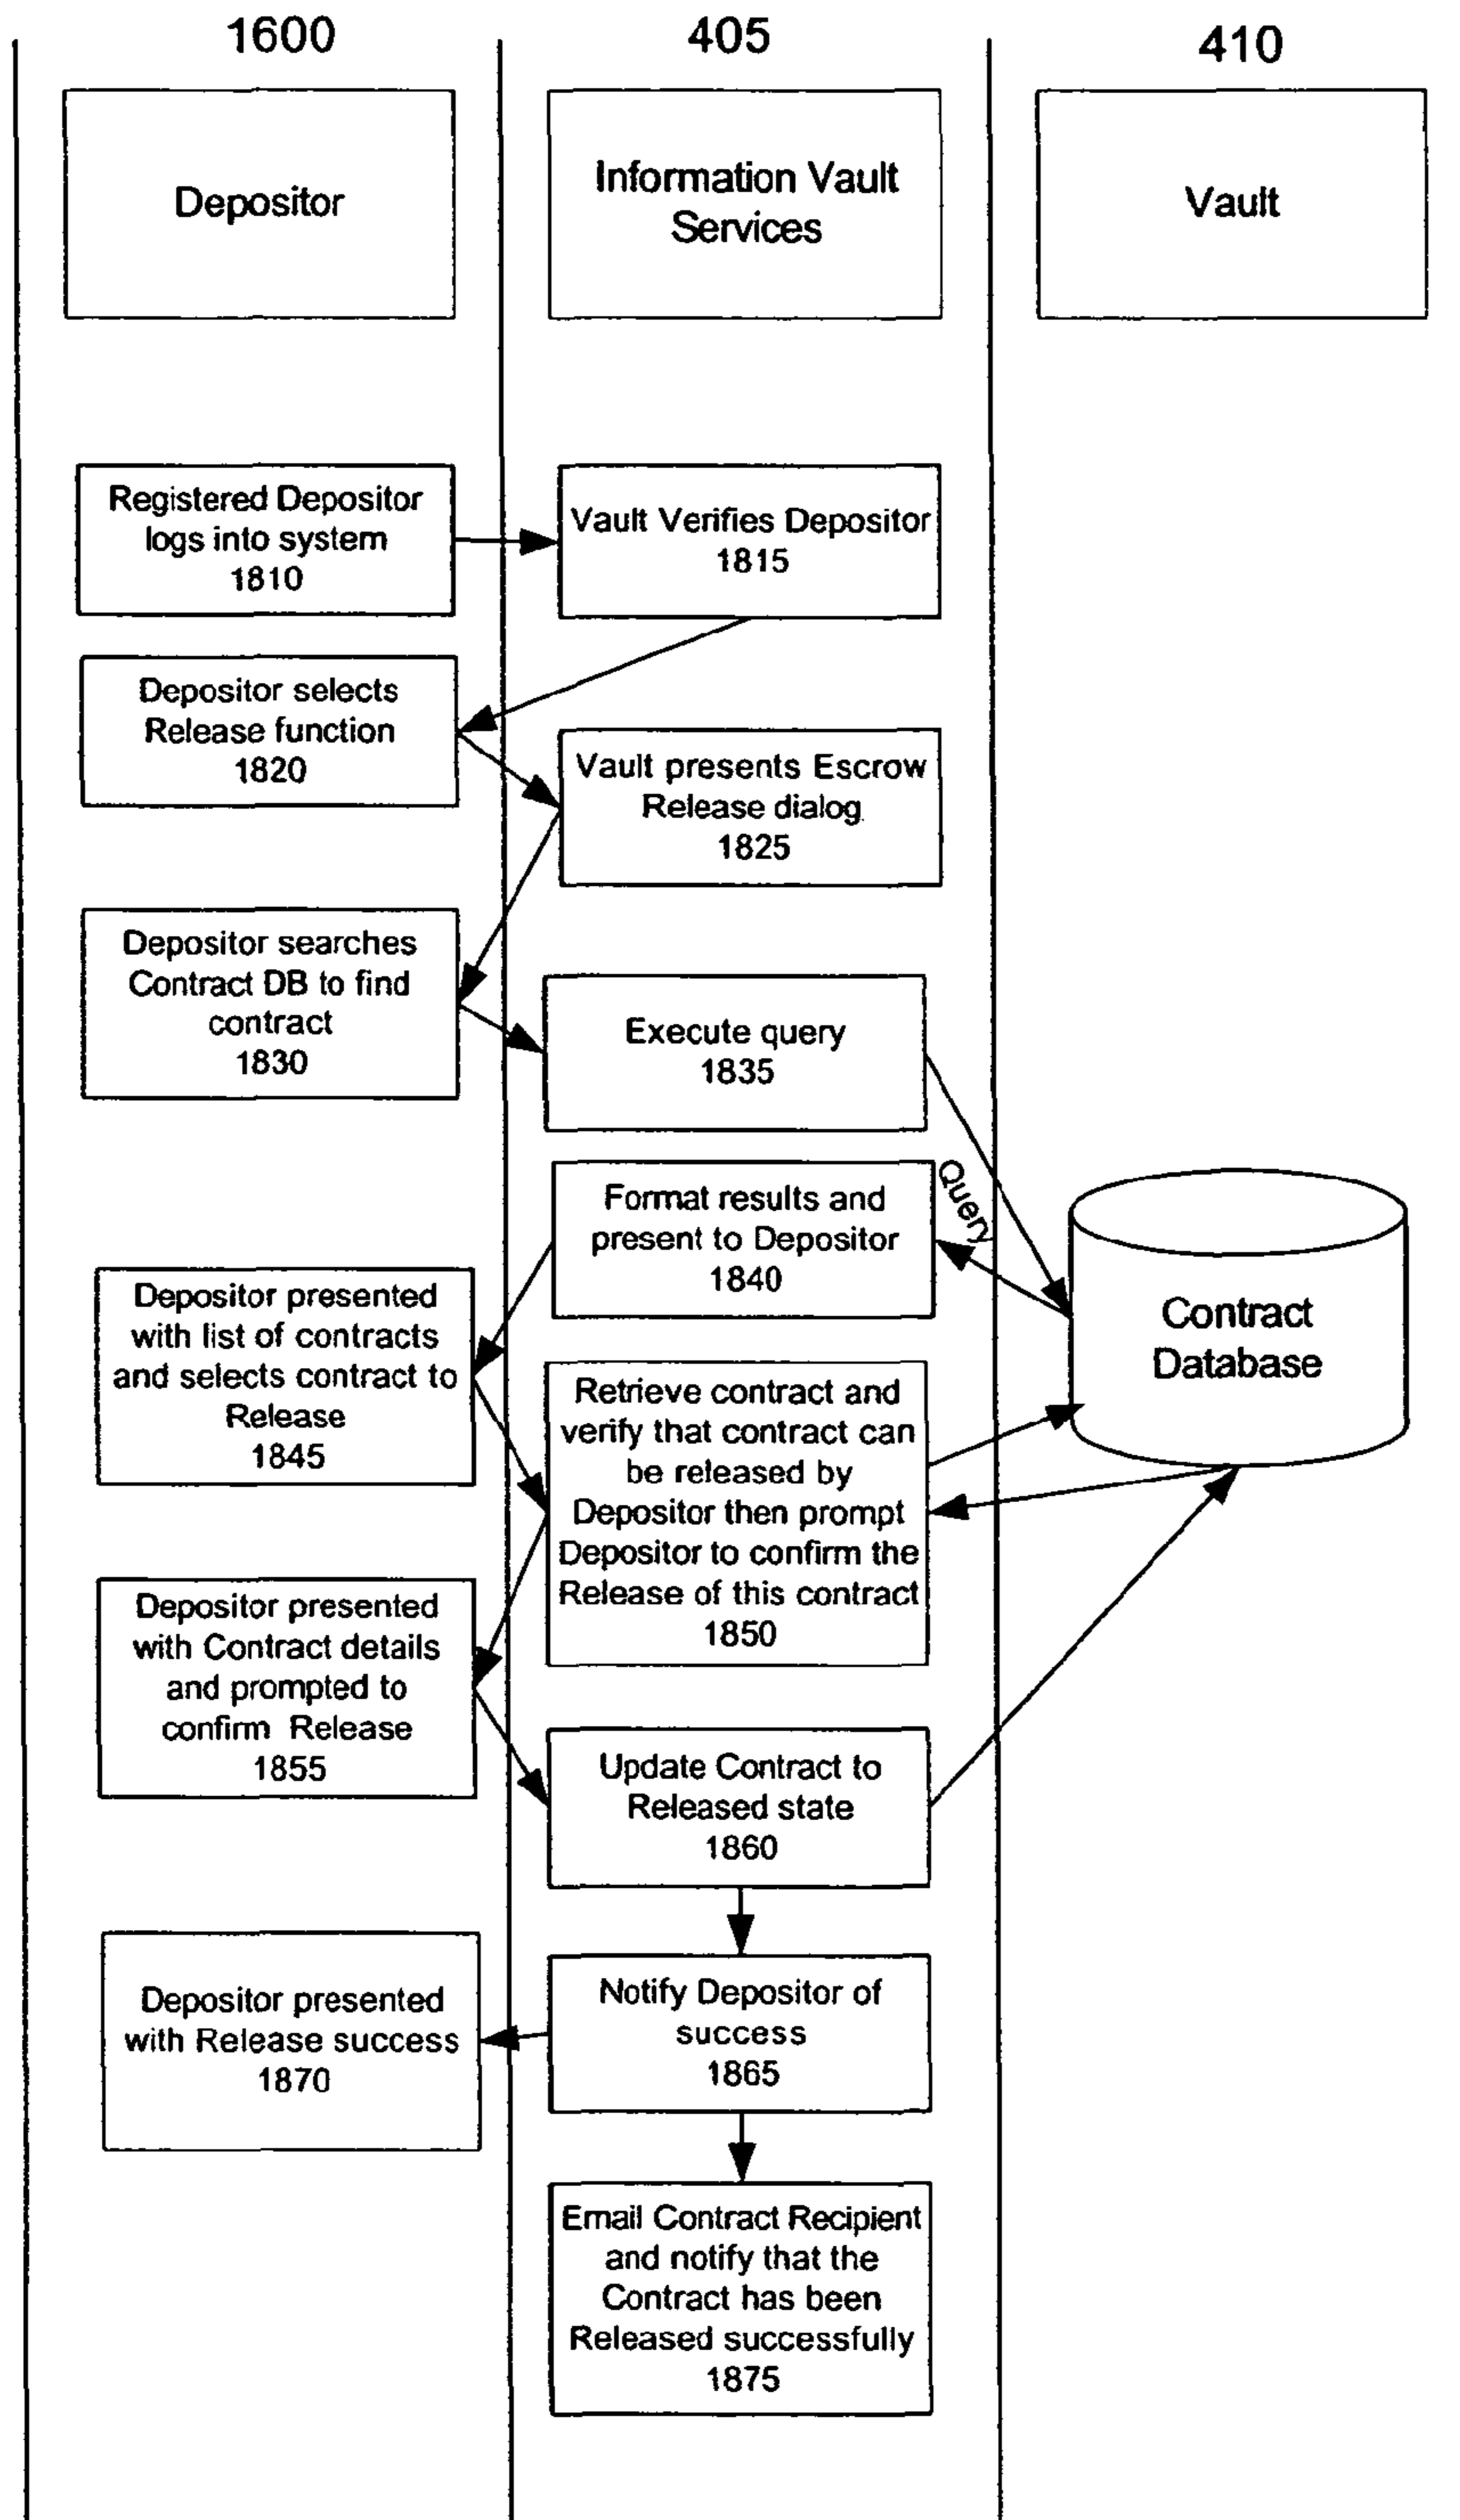 1600
405
410
Depositor
Information Vault
Services
Vault
Registered Depositor
logs into system
1810
Vault Verifies Depositor
1815
Depositor selects
Release function
1820
Vault presents Escrow
Release dialog
1825
Depositor searches
Contract DB to find
contract
1830
Execute query
1835
Query
Format results and
present to Depositor
1840
Contract
Database
Depositor presented
with list of contracts
and selects contract to
Release
1845
Retrieve contract and
verify that contract can
be released by
Depositor then prompt
Depositor to confirm the
Release of this contract
1850
Depositor presented
with Contract details
and prompted to
confirm Release
1855
Update Contract to
Released state
1860
Notify Depositor of
success
1865
Depositor presented
with Release success
1870
Email Contract Recipient
and notify that the
Contract has been
Released successfully
1875